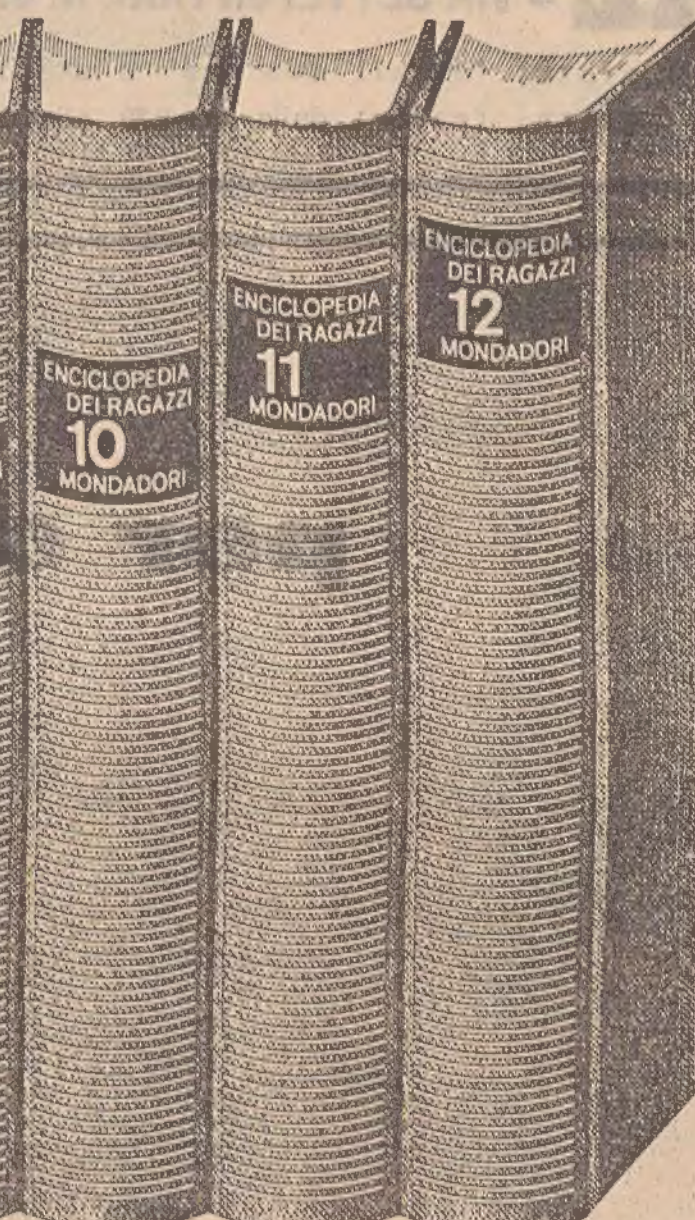 ENCICLOPEDIA
DEI RAGAZZI
10
MONDADORI
ENCICLOPEDIA
DEI RAGAZZI
11
MONDADORI
ENCICLOPEDIA
DEI RAGAZZI
12
MONDADORI